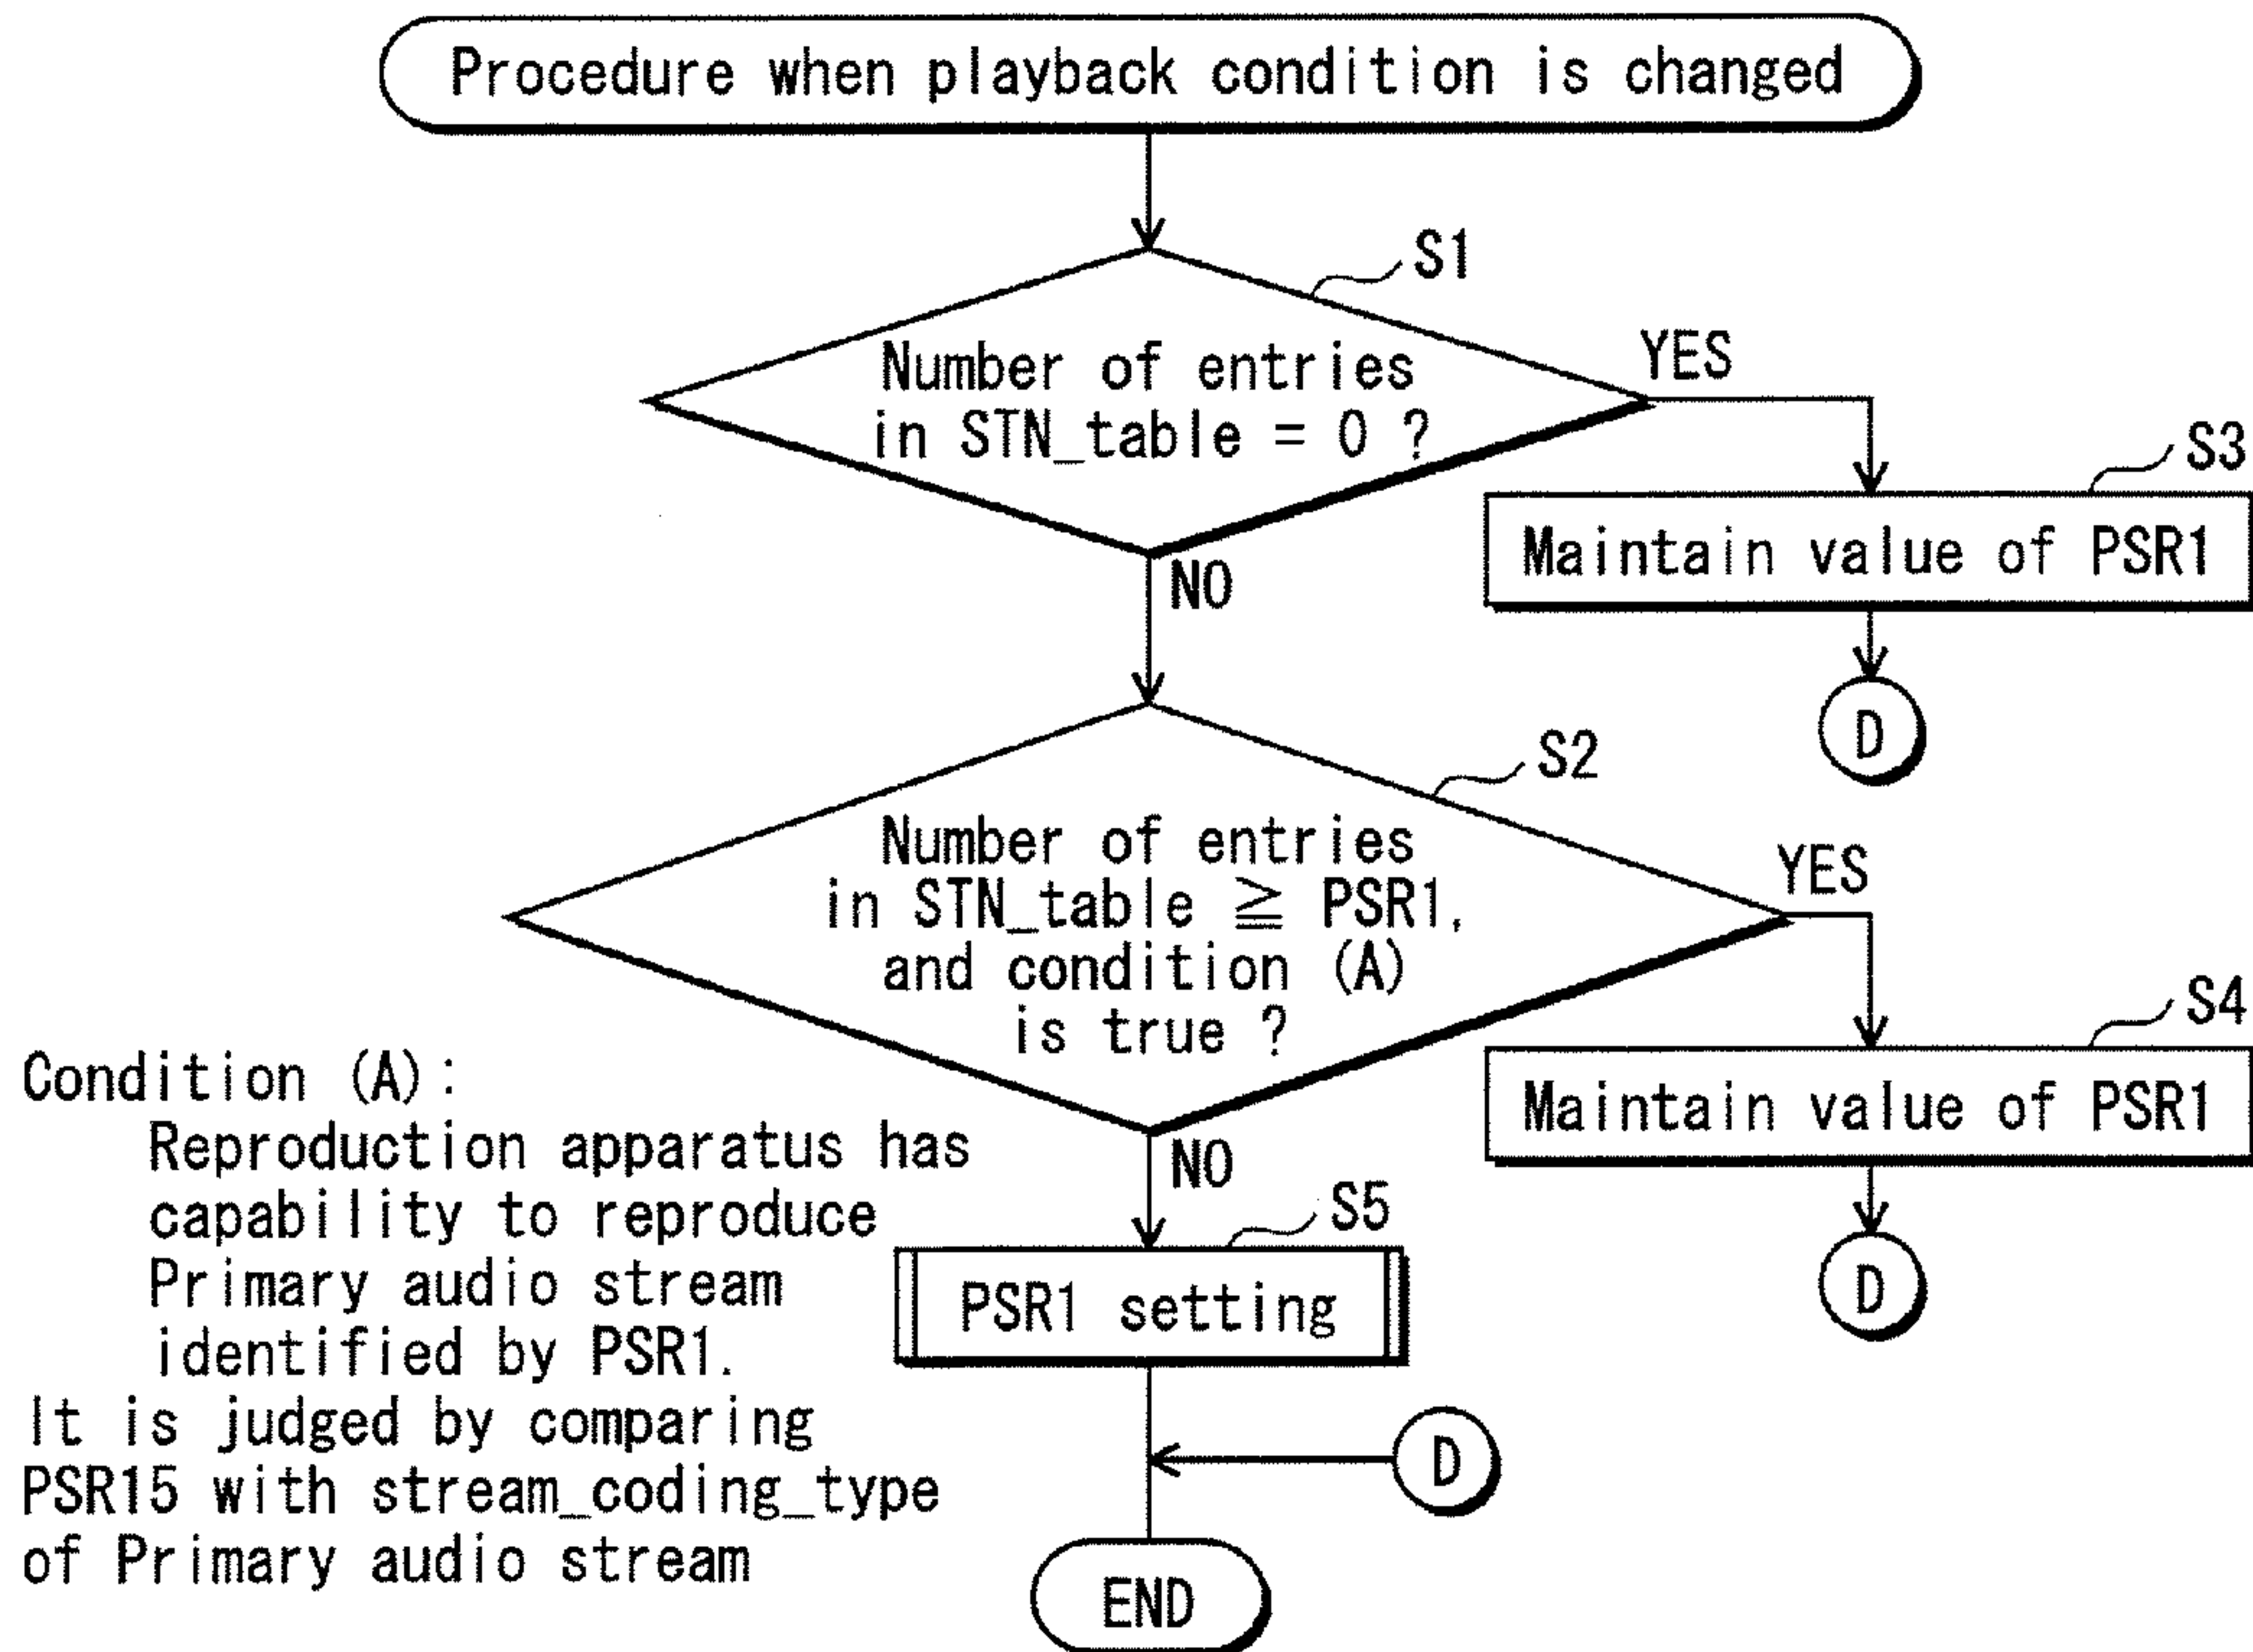 Procedure when playback condition is changed
S1
Number of entries
in STN_table = 0 ?
YES
S3
Maintain value of PSR1
NO
D
S2
Number of entries
in STN_table ≧ PSR1,
and condition (A)
is true ?
YES
S4
Maintain value of PSR1
NO
D
Condition (A):
Reproduction apparatus has
capability to reproduce
Primary audio stream
identified by PSR1.
It is judged by comparing
PSR15 with stream_coding_type
of Primary audio stream
S5
PSR1 setting
D
END